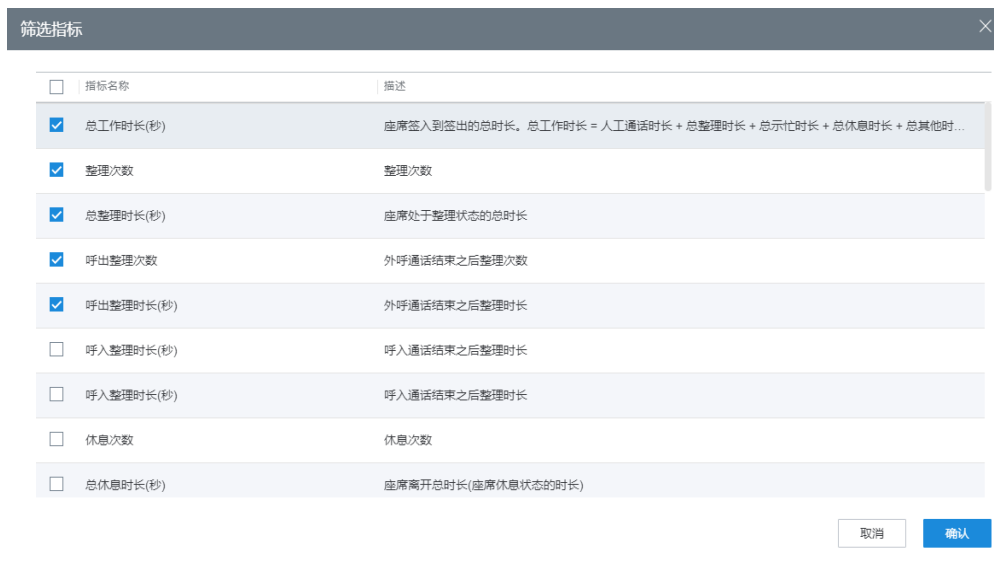 筛选指标
指标名称 描述
总工作时长(秒) 座席签入到签出的总时长。总工作时长 = 人工通话时长 + 总整理时长 + 总示忙时长 + 总休息时长 + 总其他时...
整理次数 整理次数
总整理时长(秒) 座席处于整理状态的总时长
呼出整理次数 外呼通话结束之后整理次数
呼出整理时长(秒) 外呼通话结束之后整理时长
呼入整理时长(秒) 呼入通话结束之后整理时长
呼入整理时长(秒) 呼入通话结束之后整理时长
休息次数 休息次数
总休息时长(秒) 座席离开总时长(座席休息状态的时长)
取消 确认